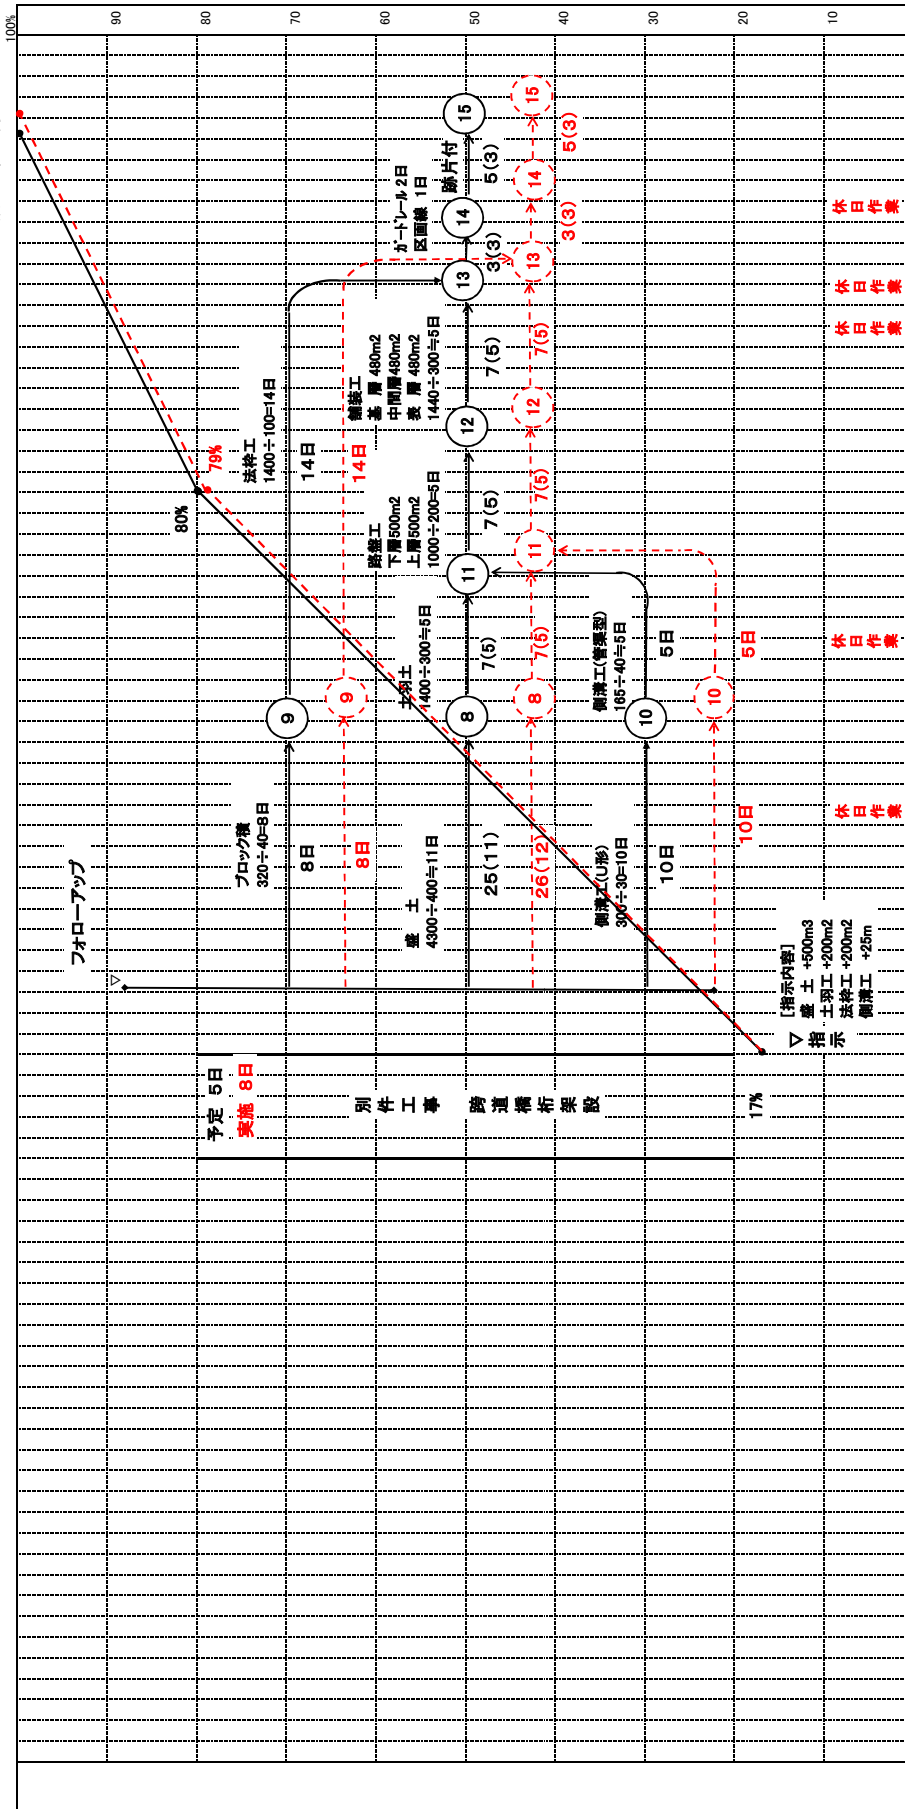 100%
90
80
70
60
50
40
30
20
10
フォローアップ
▽
予定 5日
実施 8日
別件工事 跨道橋桁架設
17%
▽指示
[指示内容]
盛 土 +500m3
土羽工 +200m2
法枠工 +200m2
側溝工 +25m
ブロック積
320÷40=8日
8日
8日
9
9
法枠工
1400÷100=14日
14日
14日
80%
79%
盛 土
4300÷400≒11日
25(11)
26(12)
8
8
土羽土
1400÷300≒5日
7(5)
7(5)
11
11
路盤工
下層500m2
上層500m2
1000÷200=5日
7(5)
7(5)
12
12
舗装工
基 層 480m2
中間層480m2
表 層 480m2
1440÷300≒5日
7(5)
7(5)
13
13
ガードレール 2日
区画線 1日
3(3)
3(3)
14
14
跡片付
5(3)
5(3)
15
15
側溝工(U形)
300÷30=10日
10日
10日
10
10
側溝工(管渠型)
165÷40≒5日
5日
5日
休日作業
休日作業
休日作業
休日作業
休日作業